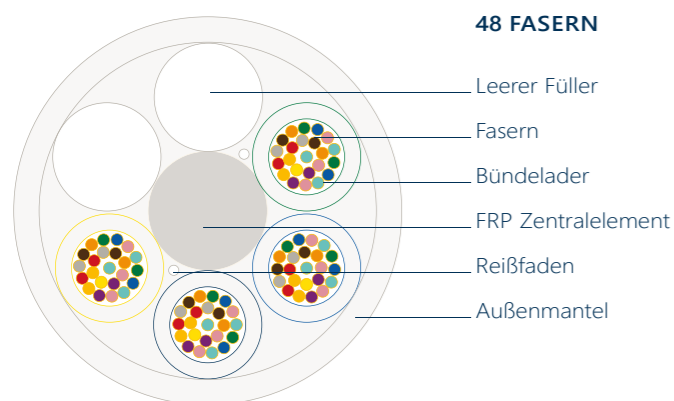 48 FASERN
Leerer Füller
Fasern
Bündelader
FRP Zentralelement
Reißfaden
Außenmantel